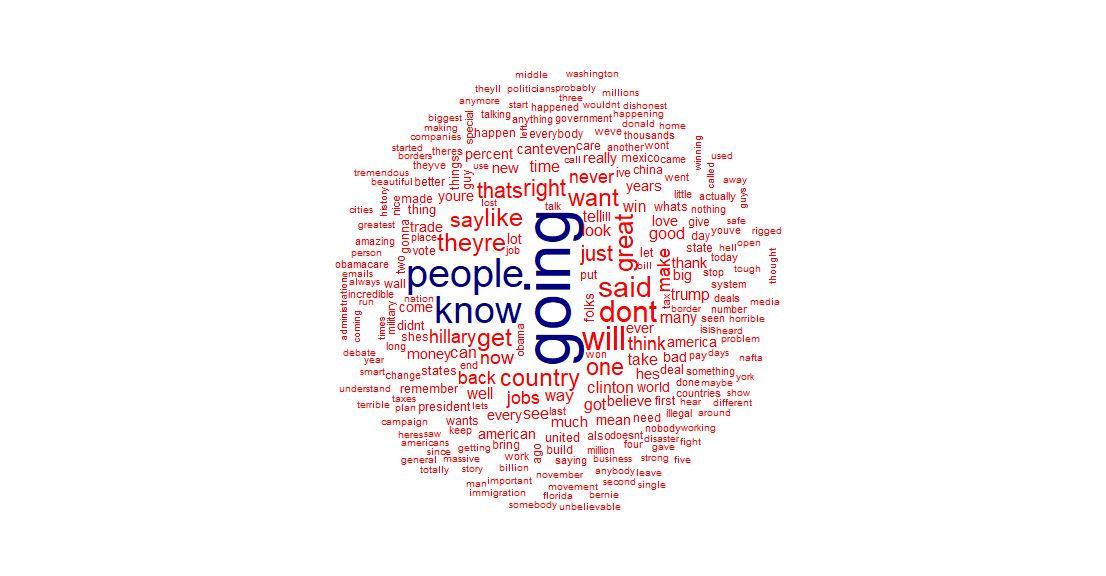 middle washington
theyll politicians probably millions
anymore start happened three wouldnt dishonest
biggest special talking anything government happening
making companies happen left everybody weve donald home thousands
started theres percent cant even care another wont winning
borders theyve things use new time call really mexico came called used
tremendous guy never ive china went away
beautiful better youre thats right want years little actually guys
history nice made lost talk win whats nothing
cities thing say like tell ill love give safe
greatest gonna trade great good youve rigged
amazing place theyre lot look day hell open
person vote job just let state today thought
obamacare two people going bill make thank stop tough
emails always wall put big system
administration incredible nation said tax trump deals media
run military come know folks dont border many number
coming times didnt obama will ever seen isis heard horrible
long shes hillary get think america problem
debate money can now won take bad pay days nafta
year end one hes deal something york
smart change states back country clinton world done maybe show
understand taxes remember well jobs way believe first countries different
terrible plan president lets every see last got hear illegal around
campaign wants much mean need nobody working
heres saw keep american united also doesnt disaster fight
americans since getting bring ago build million four gave
general massive work saying business strong five
totally story billion anybody leave
man important november second single
immigration movement florida bernie
somebody unbelievable